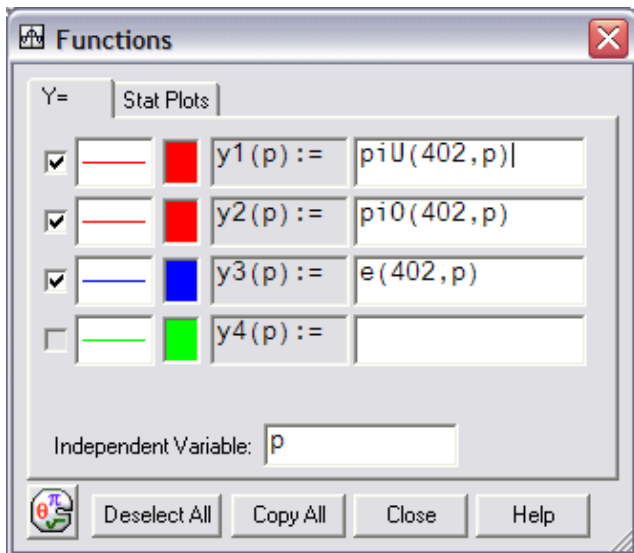 Functions
Y= Stat Plots
y1(p):= piU(402,p)
y2(p):= piO(402,p)
y3(p):= e(402,p)
y4(p):=
Independent Variable: p
θ π Deselect All Copy All Close Help